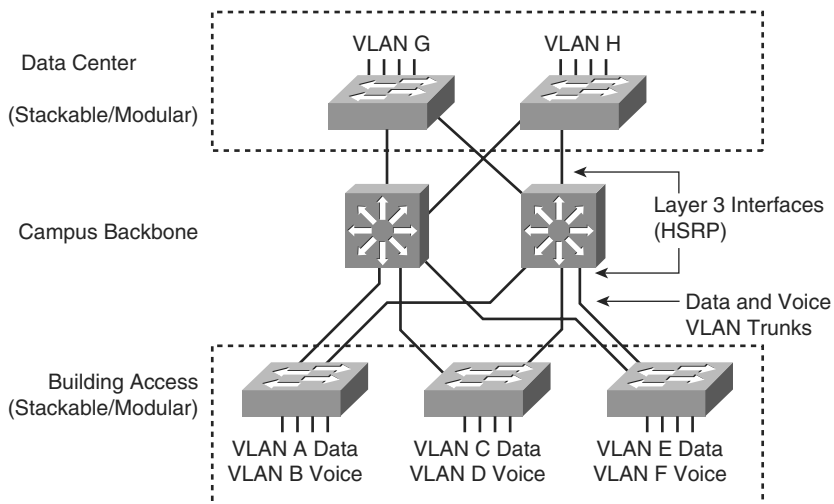 VLAN G
VLAN H
Data Center
(Stackable/Modular)
Campus Backbone
Layer 3 Interfaces
(HSRP)
Data and Voice
VLAN Trunks
Building Access
(Stackable/Modular)
VLAN A Data
VLAN B Voice
VLAN C Data
VLAN D Voice
VLAN E Data
VLAN F Voice